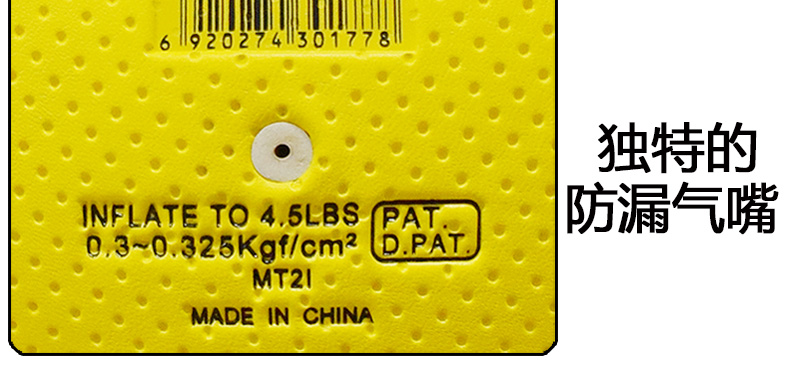 6 920274 301778
INFLATE TO 4.5LBS
0.3~0.325Kgf/cm²
PAT.
D.PAT.
MT2I
MADE IN CHINA
独特的
防漏气嘴